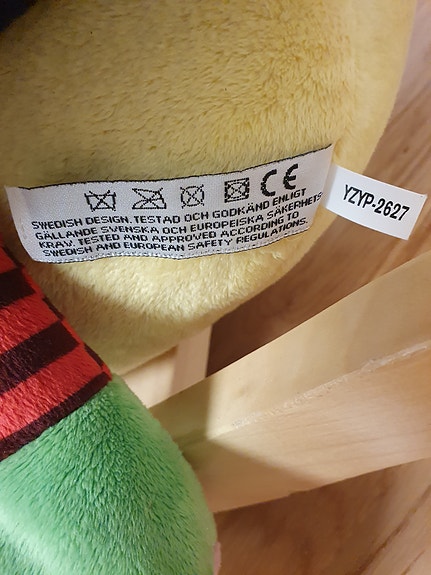 CE
SWEDISH DESIGN. TESTAD OCH GODKÄND ENLIGT
GÄLLANDE SVENSKA OCH EUROPEISKA SÄKERHETS-
KRAV. TESTED AND APPROVED ACCORDING TO
SWEDISH AND EUROPEAN SAFETY REGULATIONS.
YZYP-2627